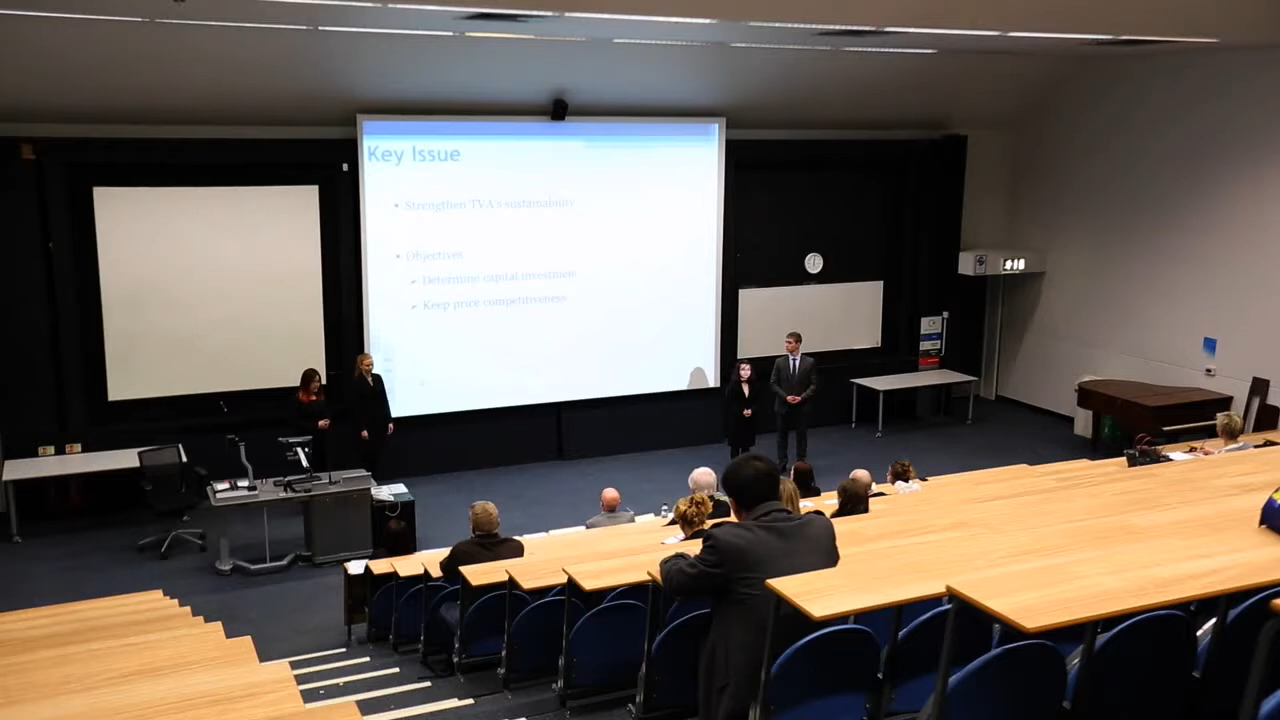 Key Issue
Strengthen TVA's sustainability
Objectives
Determine capital investment
Keep price competitiveness